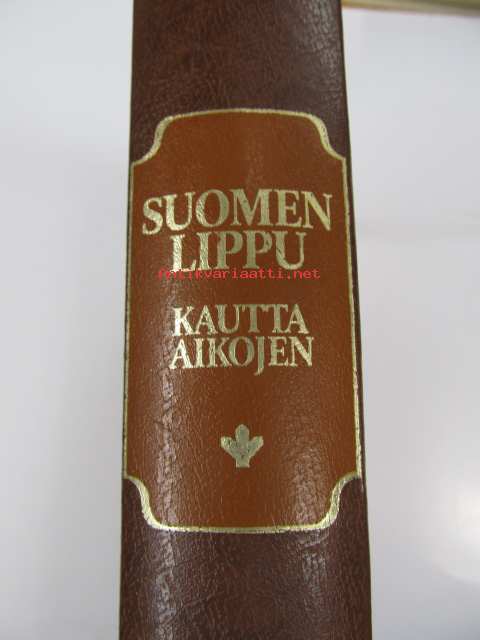 SUOMEN
LIPPU
Antikvariaatti.net
KAUTTA
AIKOJEN